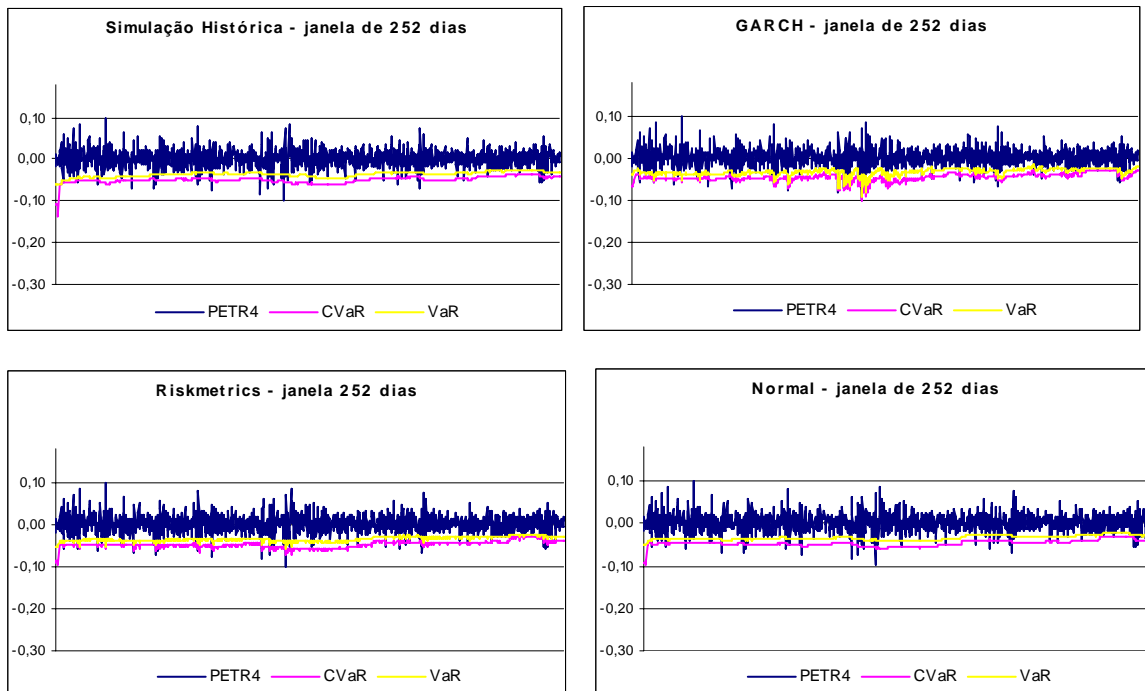 Simulação Histórica - janela de 252 dias
0,10
0,00
-0,10
-0,20
-0,30
PETR4 CVaR VaR
GARCH - janela de 252 dias
0,10
0,00
-0,10
-0,20
-0,30
PETR4 CVaR VaR
Riskmetrics - janela 252 dias
0,10
0,00
-0,10
-0,20
-0,30
PETR4 CVaR VaR
Normal - janela de 252 dias
0,10
0,00
-0,10
-0,20
-0,30
PETR4 CVaR VaR